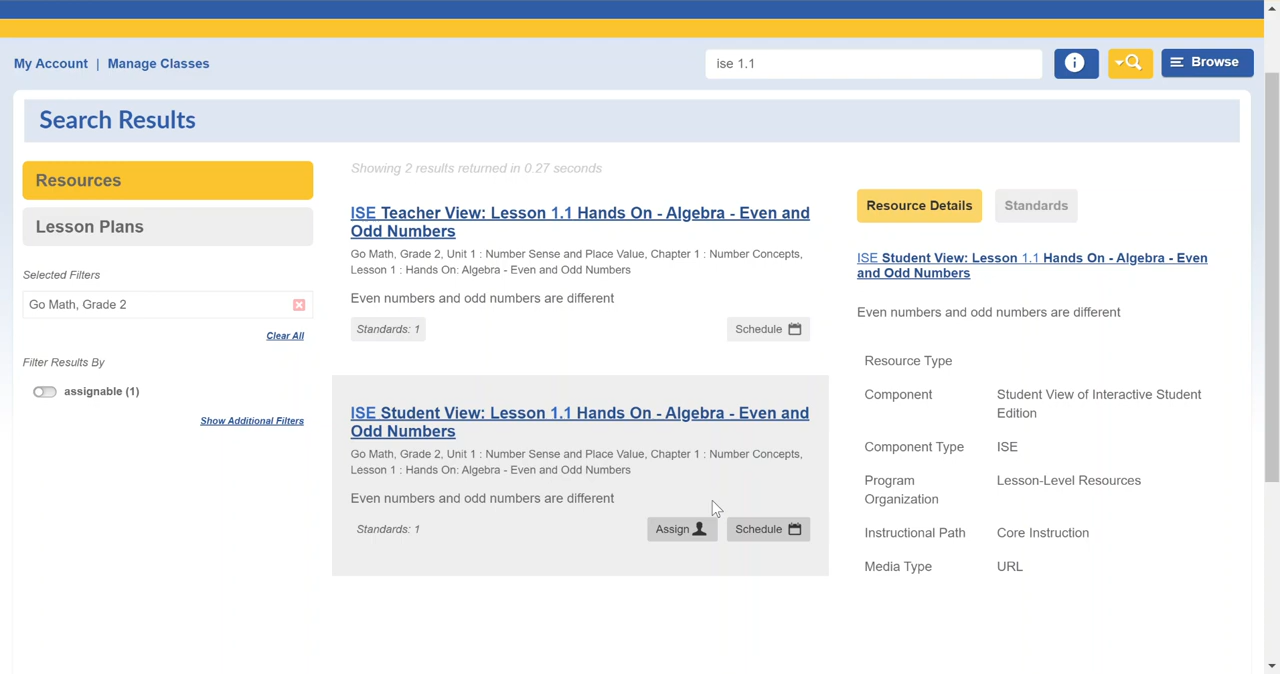 My Account | Manage Classes
ise 1.1
Browse
Search Results
Resources
Lesson Plans
Selected Filters
Go Math, Grade 2
Clear All
Filter Results By
assignable (1)
Show Additional Filters
Showing 2 results returned in 0.27 seconds
ISE Teacher View: Lesson 1.1 Hands On - Algebra - Even and
Odd Numbers
Go Math, Grade 2, Unit 1 : Number Sense and Place Value, Chapter 1 : Number Concepts,
Lesson 1 : Hands On: Algebra - Even and Odd Numbers
Even numbers and odd numbers are different
Standards: 1
Schedule
ISE Student View: Lesson 1.1 Hands On - Algebra - Even and
Odd Numbers
Go Math, Grade 2, Unit 1 : Number Sense and Place Value, Chapter 1 : Number Concepts,
Lesson 1 : Hands On: Algebra - Even and Odd Numbers
Even numbers and odd numbers are different
Standards: 1
Assign
Schedule
Resource Details
Standards
ISE Student View: Lesson 1.1 Hands On - Algebra - Even
and Odd Numbers
Even numbers and odd numbers are different
Resource Type
Component
Student View of Interactive Student
Edition
Component Type
ISE
Program
Organization
Lesson-Level Resources
Instructional Path
Core Instruction
Media Type
URL